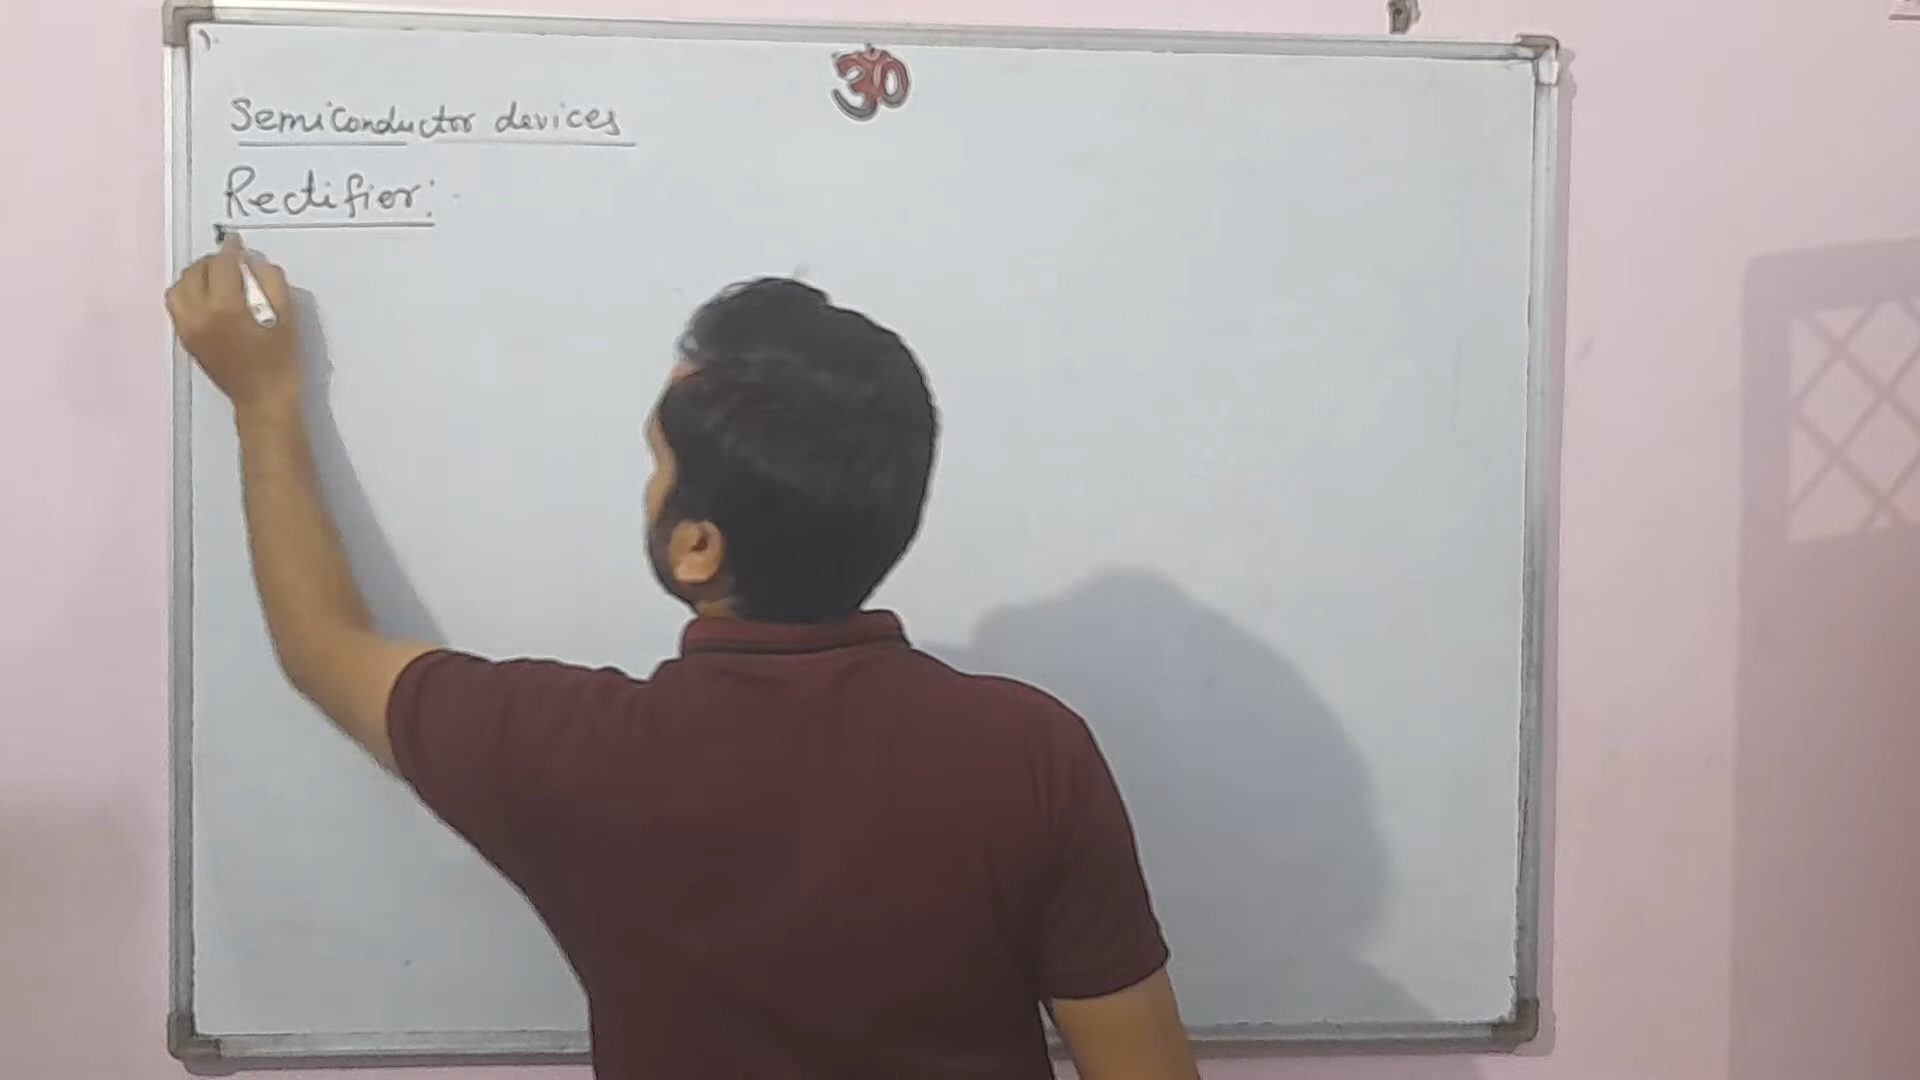 ૐ
Semiconductor devices
Rectifier: